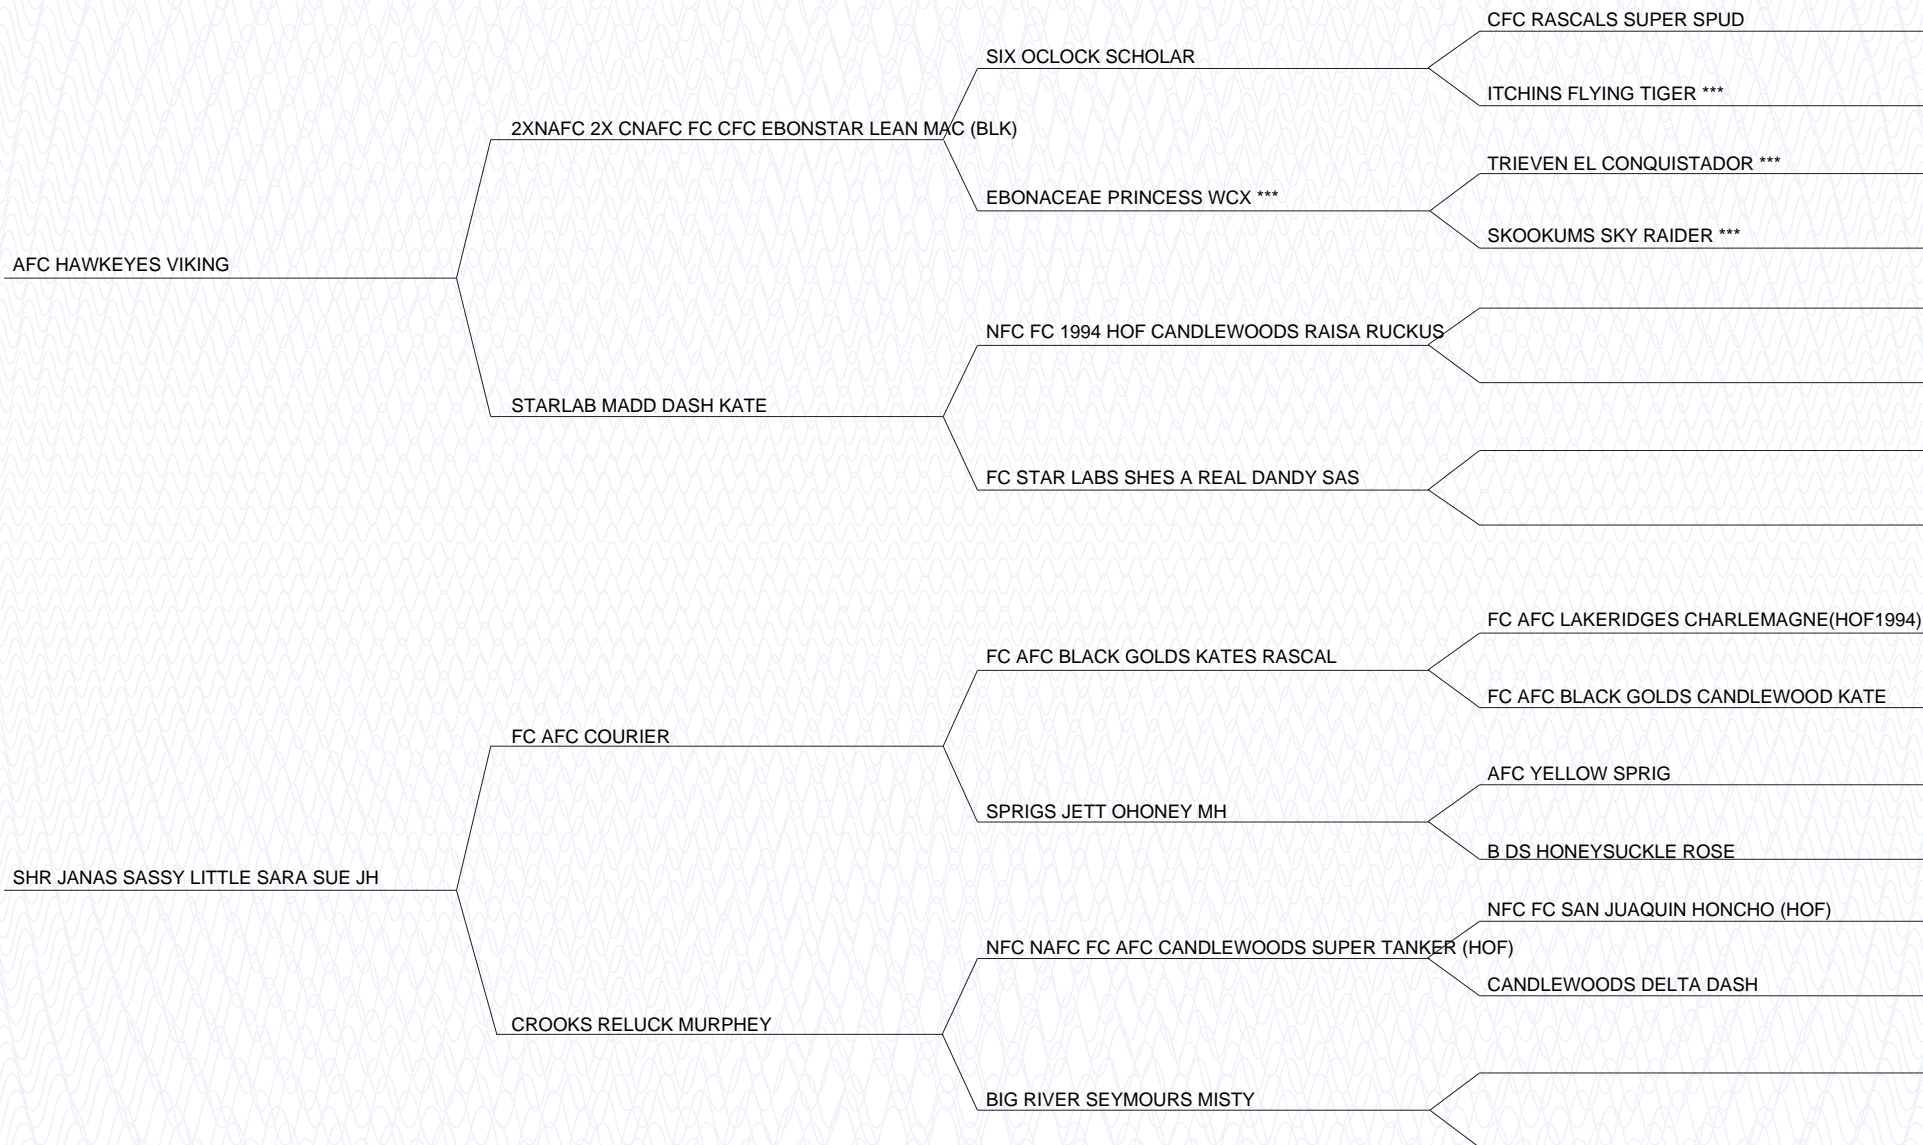 CFC RASCALS SUPER SPUD
SIX OCLOCK SCHOLAR
ITCHINS FLYING TIGER ***
2XNAFC 2X CNAFC FC CFC EBONSTAR LEAN MAC (BLK)
TRIEVEN EL CONQUISTADOR ***
EBONACEAE PRINCESS WCX ***
SKOOKUMS SKY RAIDER ***
AFC HAWKEYES VIKING
NFC FC 1994 HOF CANDLEWOODS RAISA RUCKUS
STARLAB MADD DASH KATE
FC STAR LABS SHES A REAL DANDY SAS
FC AFC LAKERIDGES CHARLEMAGNE(HOF1994)
FC AFC BLACK GOLDS KATES RASCAL
FC AFC BLACK GOLDS CANDLEWOOD KATE
FC AFC COURIER
AFC YELLOW SPRIG
SPRIGS JETT OHONEY MH
B DS HONEYSUCKLE ROSE
SHR JANAS SASSY LITTLE SARA SUE JH
NFC FC SAN JUAQUIN HONCHO (HOF)
NFC NAFC FC AFC CANDLEWOODS SUPER TANKER (HOF)
CANDLEWOODS DELTA DASH
CROOKS RELUCK MURPHEY
BIG RIVER SEYMOURS MISTY